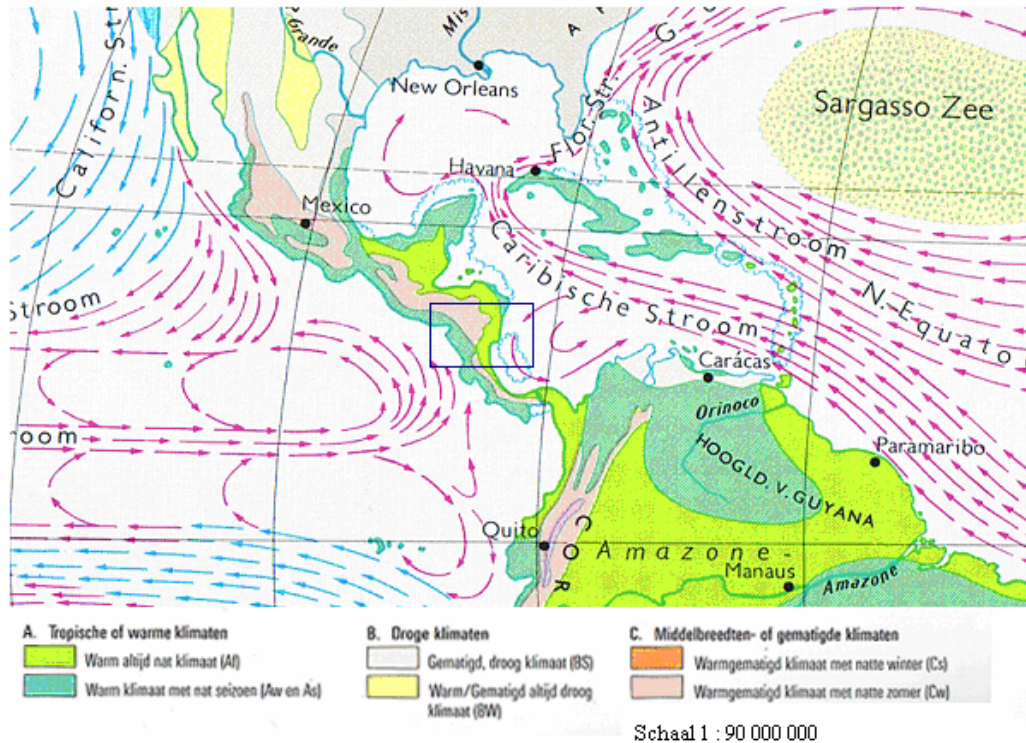 Californ. Str
Grande
Mis
A
G
New Orleans
Flor. Str.
Antillenstroom
Sargasso Zee
Havana
Mexico
Caribische Stroom
Stroom
N. Equato
Carácas
Orinoco
Paramaribo
HOOGLD. V. GUYANA
room
Quito
C O R
Amazone-
Manaus
Amazone
A. Tropische of warme klimaten
Warm altijd nat klimaat (Af)
Warm klimaat met nat seizoen (Aw en As)
B. Droge klimaten
Gematigd, droog klimaat (BS)
Warm/Gematigd altijd droog
klimaat (BW)
C. Middelbreedten- of gematigde klimaten
Warmgematigd klimaat met natte winter (Cs)
Warmgematigd klimaat met natte zomer (Cw)
Schaal 1 : 90 000 000